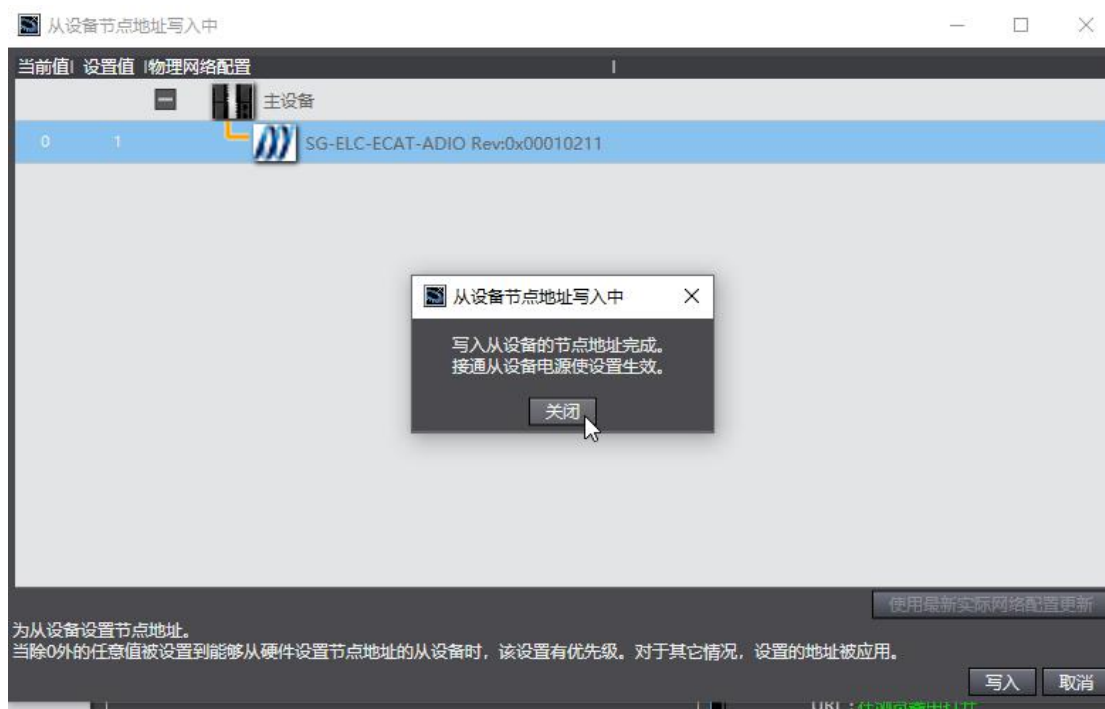 从设备节点地址写入中
当前值 设置值 物理网络配置
主设备
0 1 SG-ELC-ECAT-ADIO Rev:0x00010211
从设备节点地址写入中
写入从设备的节点地址完成。
接通从设备电源使设置生效。
关闭
使用最新实际网络配置更新
为从设备设置节点地址。
当除0外的任意值被设置到能够从硬件设置节点地址的从设备时，该设置有优先级。对于其它情况，设置的地址被应用。
写入 取消